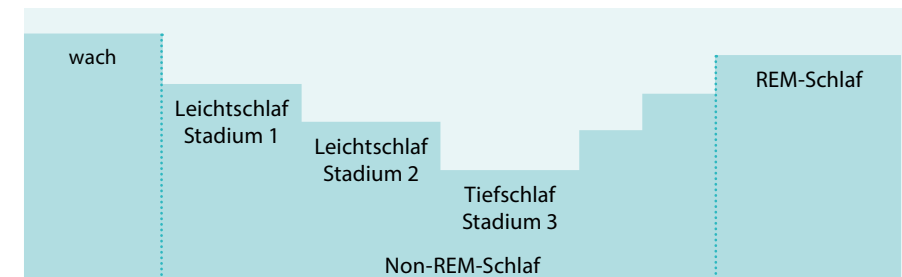 wach
Leichtschlaf
Stadium 1
Leichtschlaf
Stadium 2
Tiefschlaf
Stadium 3
REM-Schlaf
Non-REM-Schlaf